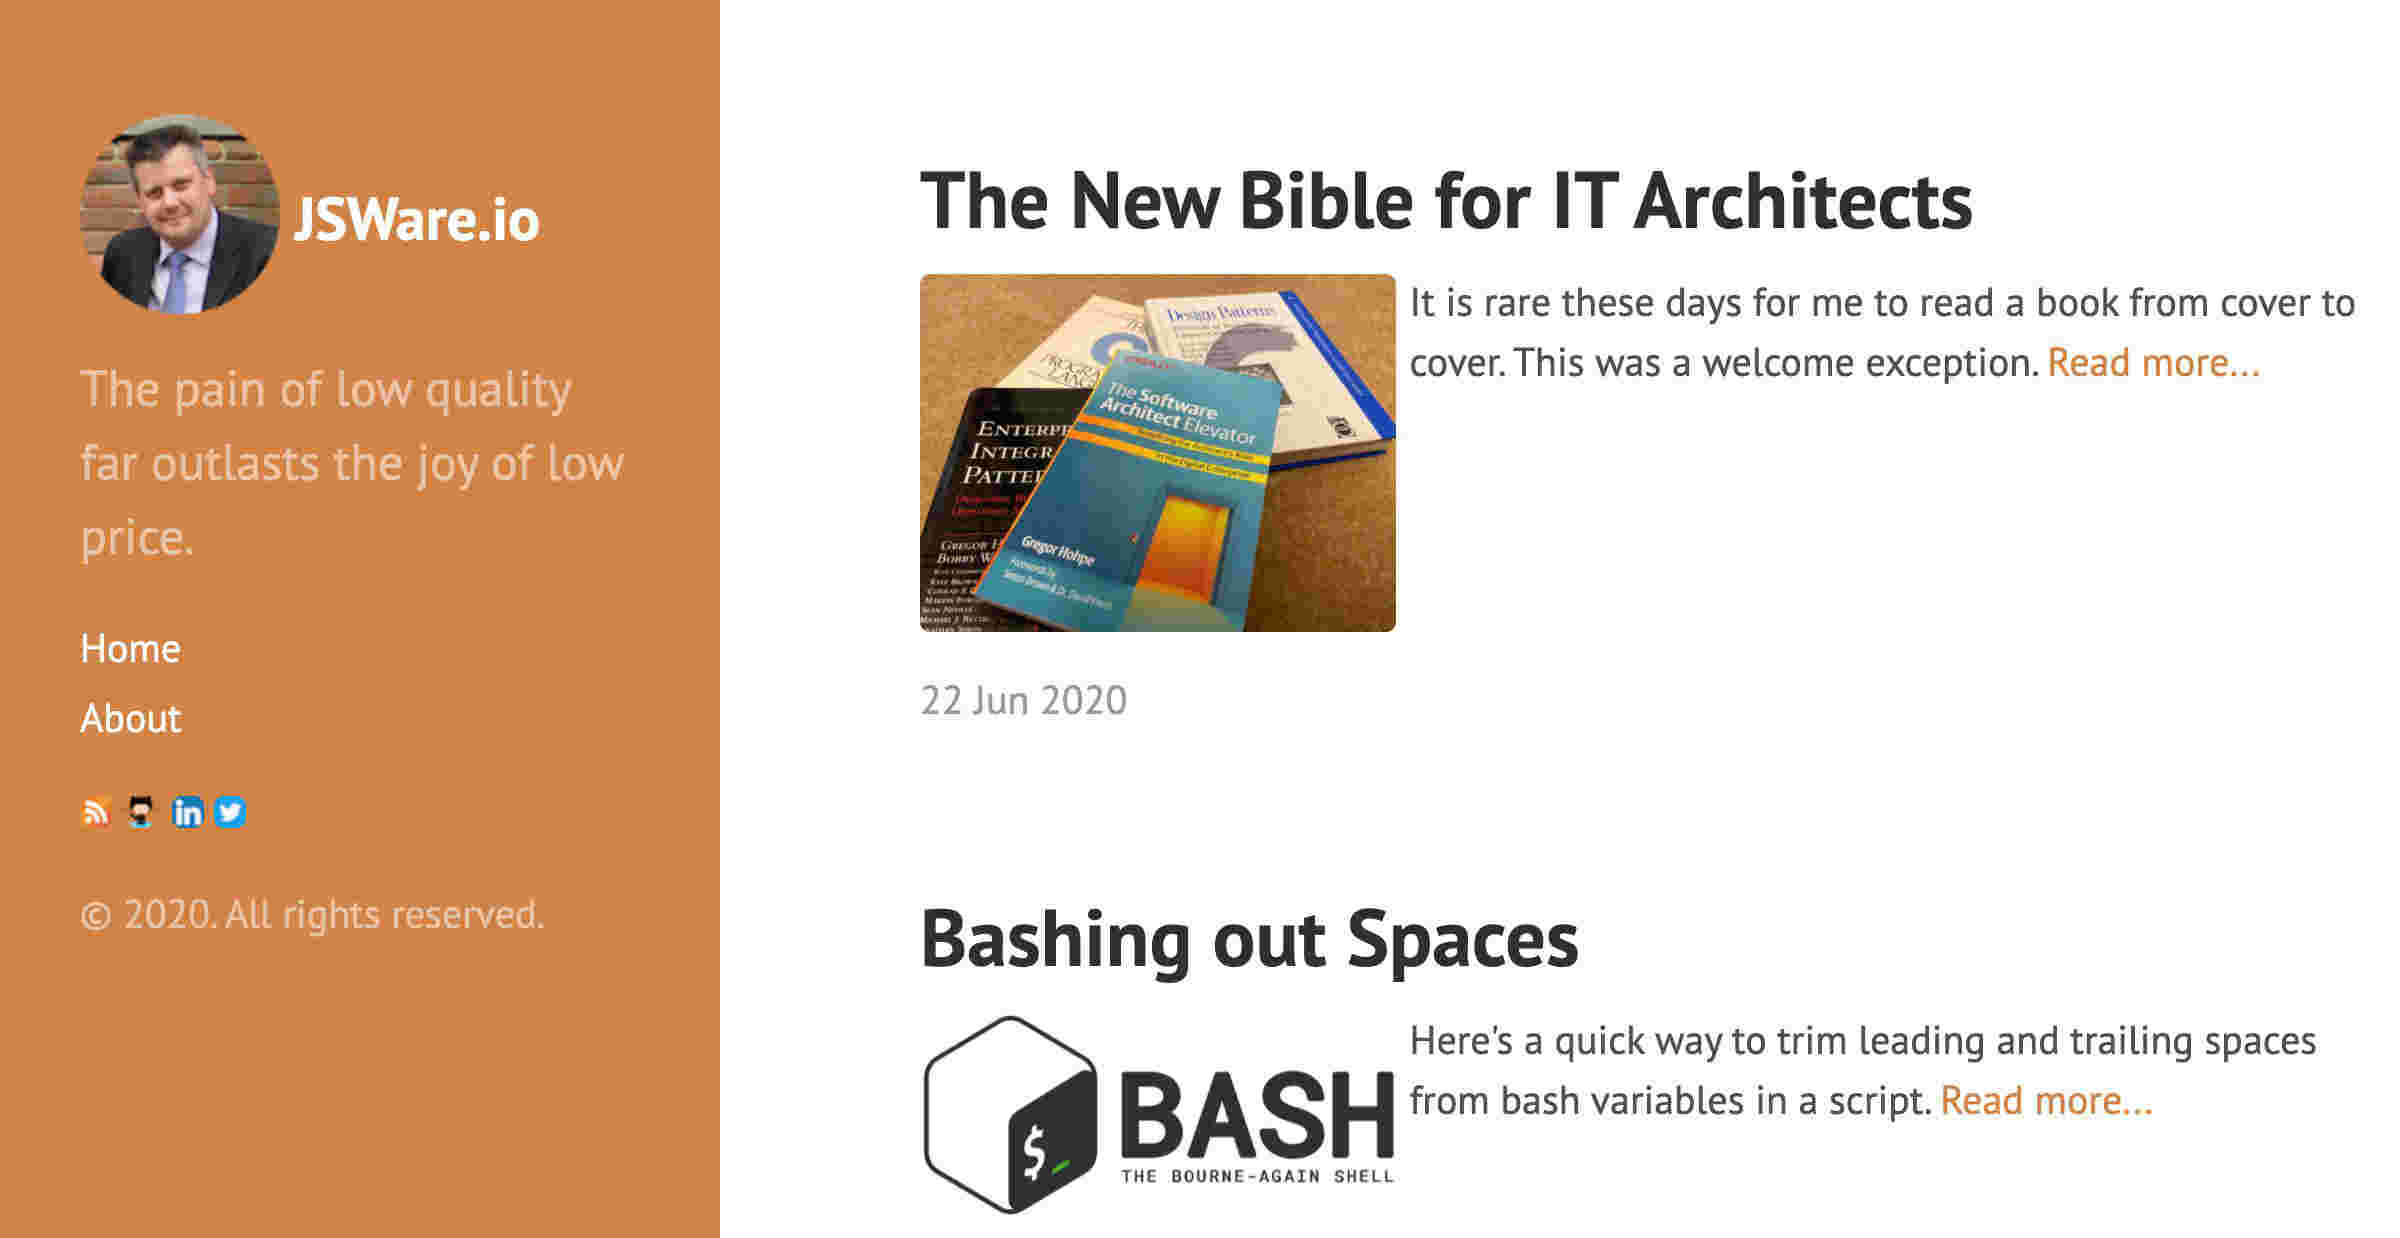 JSWare.io
The pain of low quality
far outlasts the joy of low
price.
Home
About
in
© 2020. All rights reserved.
The New Bible for IT Architects
Design Patterns
The Software
Architect Elevator
ENTERP
INTEGR
PATTE
Gregor Hohpe
It is rare these days for me to read a book from cover to
cover. This was a welcome exception. Read more...
22 Jun 2020
Bashing out Spaces
$_
BASH
THE BOURNE-AGAIN SHELL
Here's a quick way to trim leading and trailing spaces
from bash variables in a script. Read more...